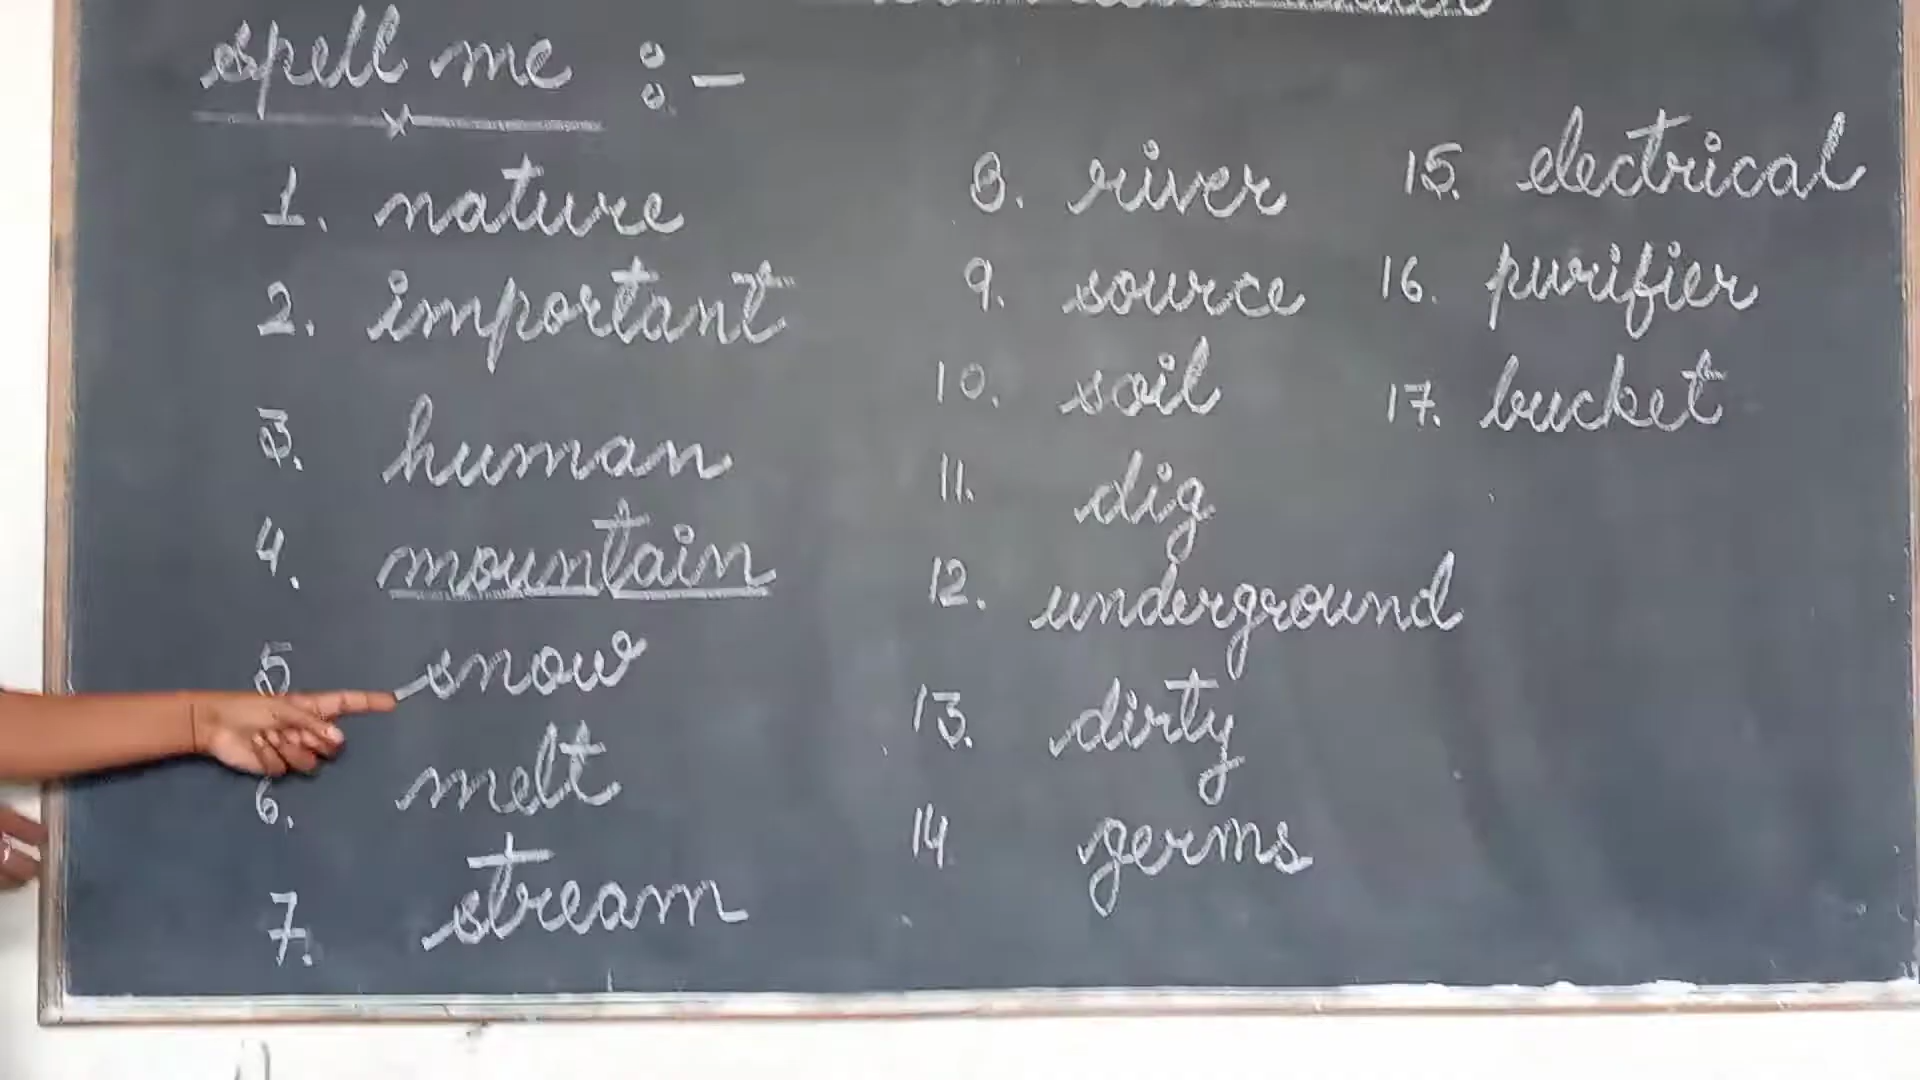 spell me :-
1. nature
2. important
3. human
4. mountain
5 snow
6. melt
7. stream
8. river
9. source
10. soil
11. dig
12. underground
13. dirty
14 germs
15. electrical
16. purifier
17. bucket